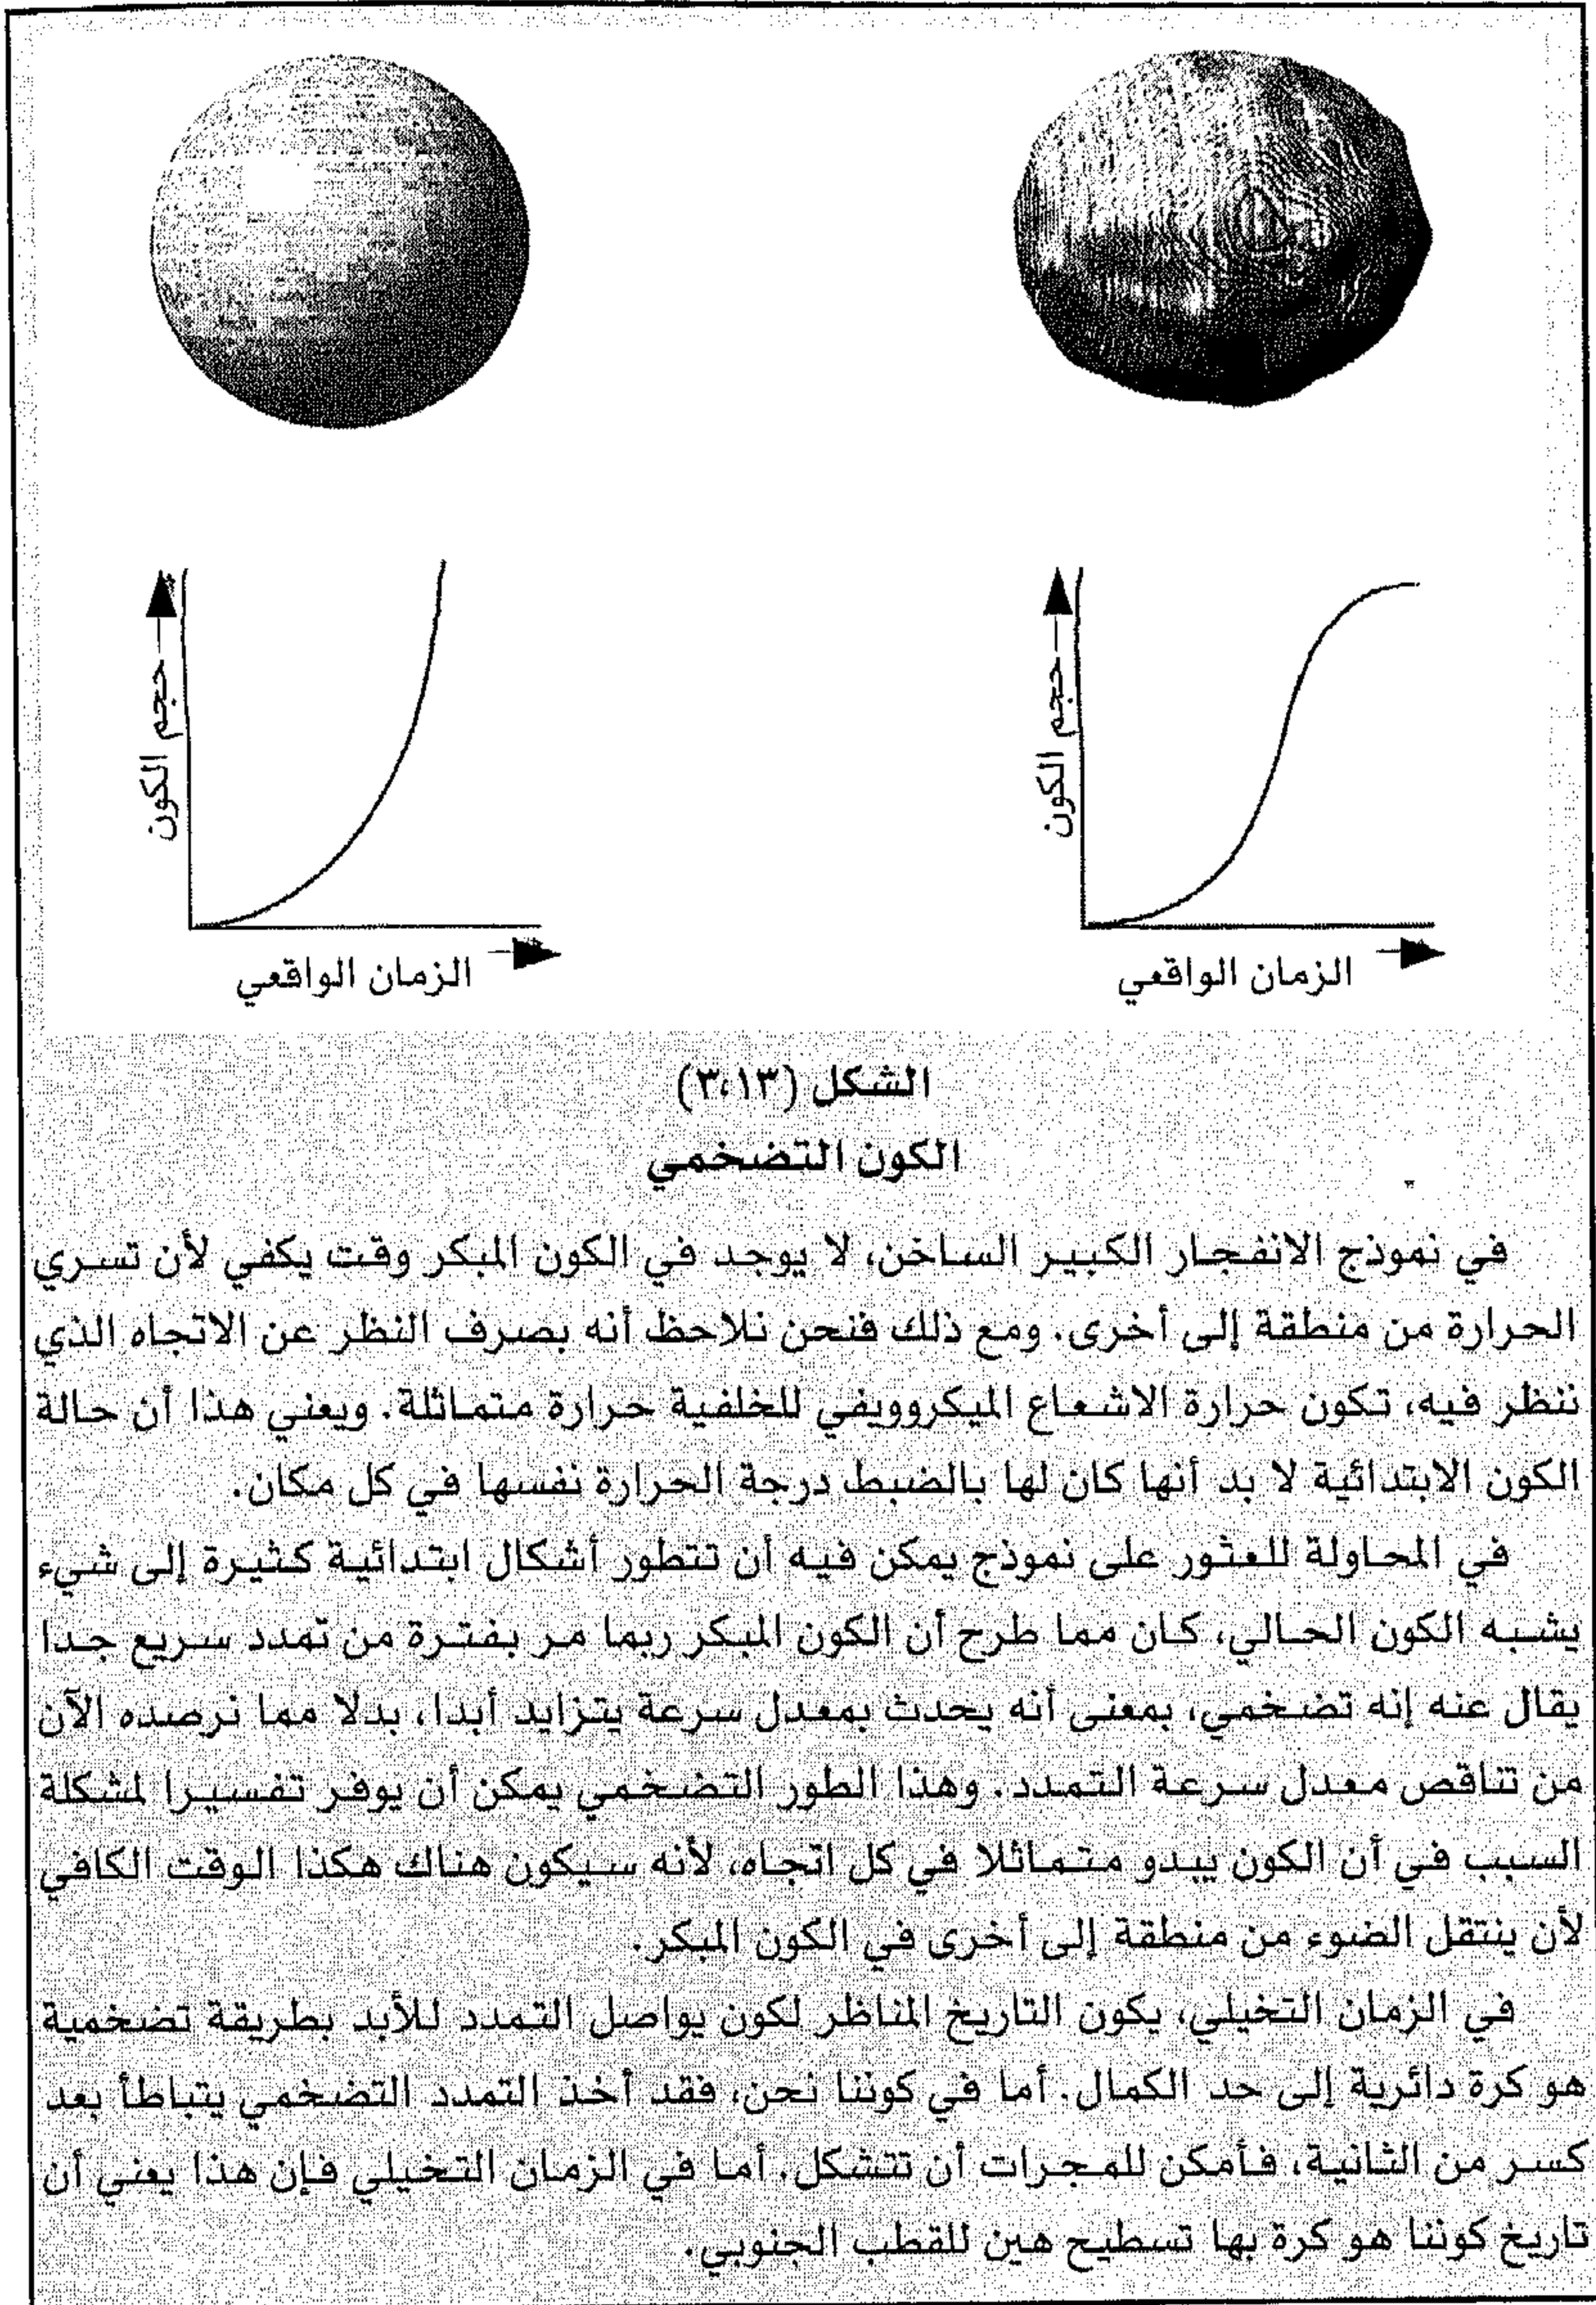 حجم الكون
حجم الكون
الزمان الواقعي
الزمان الواقعي
الشكل (٣،١٣)
الكون التضخمي
في نموذج الانفجار الكبير الساخن، لا يوجد في الكون المبكر وقت يكفي لأن تسري
الحرارة من منطقة إلى أخرى. ومع ذلك فنحن نلاحظ أنه بصرف النظر عن الاتجاه الذي
ننظر فيه، تكون حرارة الاشعاع الميكروويفي للخلفية حرارة متماثلة. ويعني هذا أن حالة
الكون الابتدائية لا بد أنها كان لها بالضبط درجة الحرارة نفسها في كل مكان.
في المحاولة للعثور على نموذج يمكن فيه أن تتطور أشكال ابتدائية كثيرة إلى شيء
يشبه الكون الحالي، كان مما طرح أن الكون المبكر ربما مر بفترة من تمدد سريع جدا
يقال عنه إنه تضخمي، بمعنى أنه يحدث بمعدل سرعة يتزايد أبدا، بدلا مما نرصده الآن
من تناقص معدل سرعة التمدد. وهذا الطور التضخمي يمكن أن يوفر تفسيرا لمشكلة
السبب في أن الكون يبدو متماثلا في كل اتجاه، لأنه سيكون هناك هكذا الوقت الكافي
لأن ينتقل الضوء من منطقة إلى أخرى في الكون المبكر.
في الزمان التخيلي، يكون التاريخ المناظر لكون يواصل التمدد للأبد بطريقة تضخمية
هو كرة دائرية إلى حد الكمال. أما في كوننا نحن، فقد أخذ التمدد التضخمي يتباطأ بعد
كسر من الثانية، فأمكن للمجرات أن تتشكل. أما في الزمان التخيلي فإن هذا يعني أن
تاريخ كوننا هو كرة بها تسطيح هين للقطب الجنوبي.